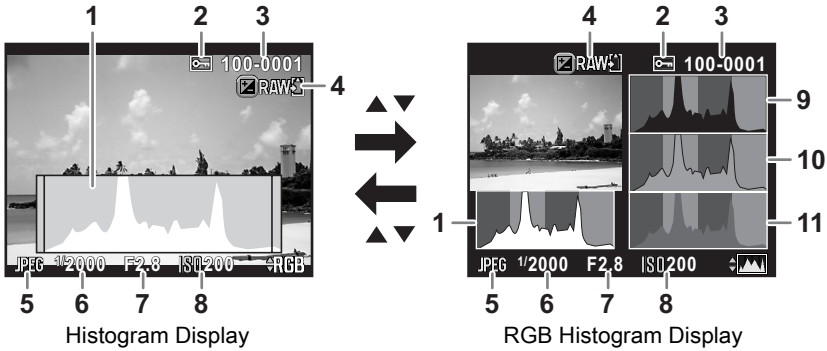 1 2 3 4 2 3
100-0001 RAW 100-0001
RAW 4 9
10
1 11
JPEG 1/2000 F2.8 ISO200 RGB JPEG 1/2000 F2.8 ISO200
5 6 7 8 5 6 7 8
Histogram Display RGB Histogram Display